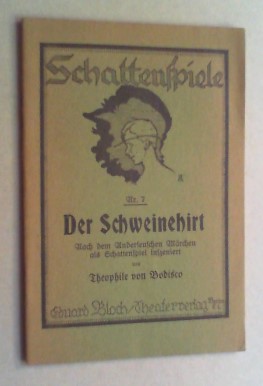 Schattenspiele
Nr. 7
Der Schweinehirt
Nach dem Andersenschen Märchen
als Schattenspiel inszeniert
von
Theophile von Bodisco
Eduard Bloch/Theaterverlag